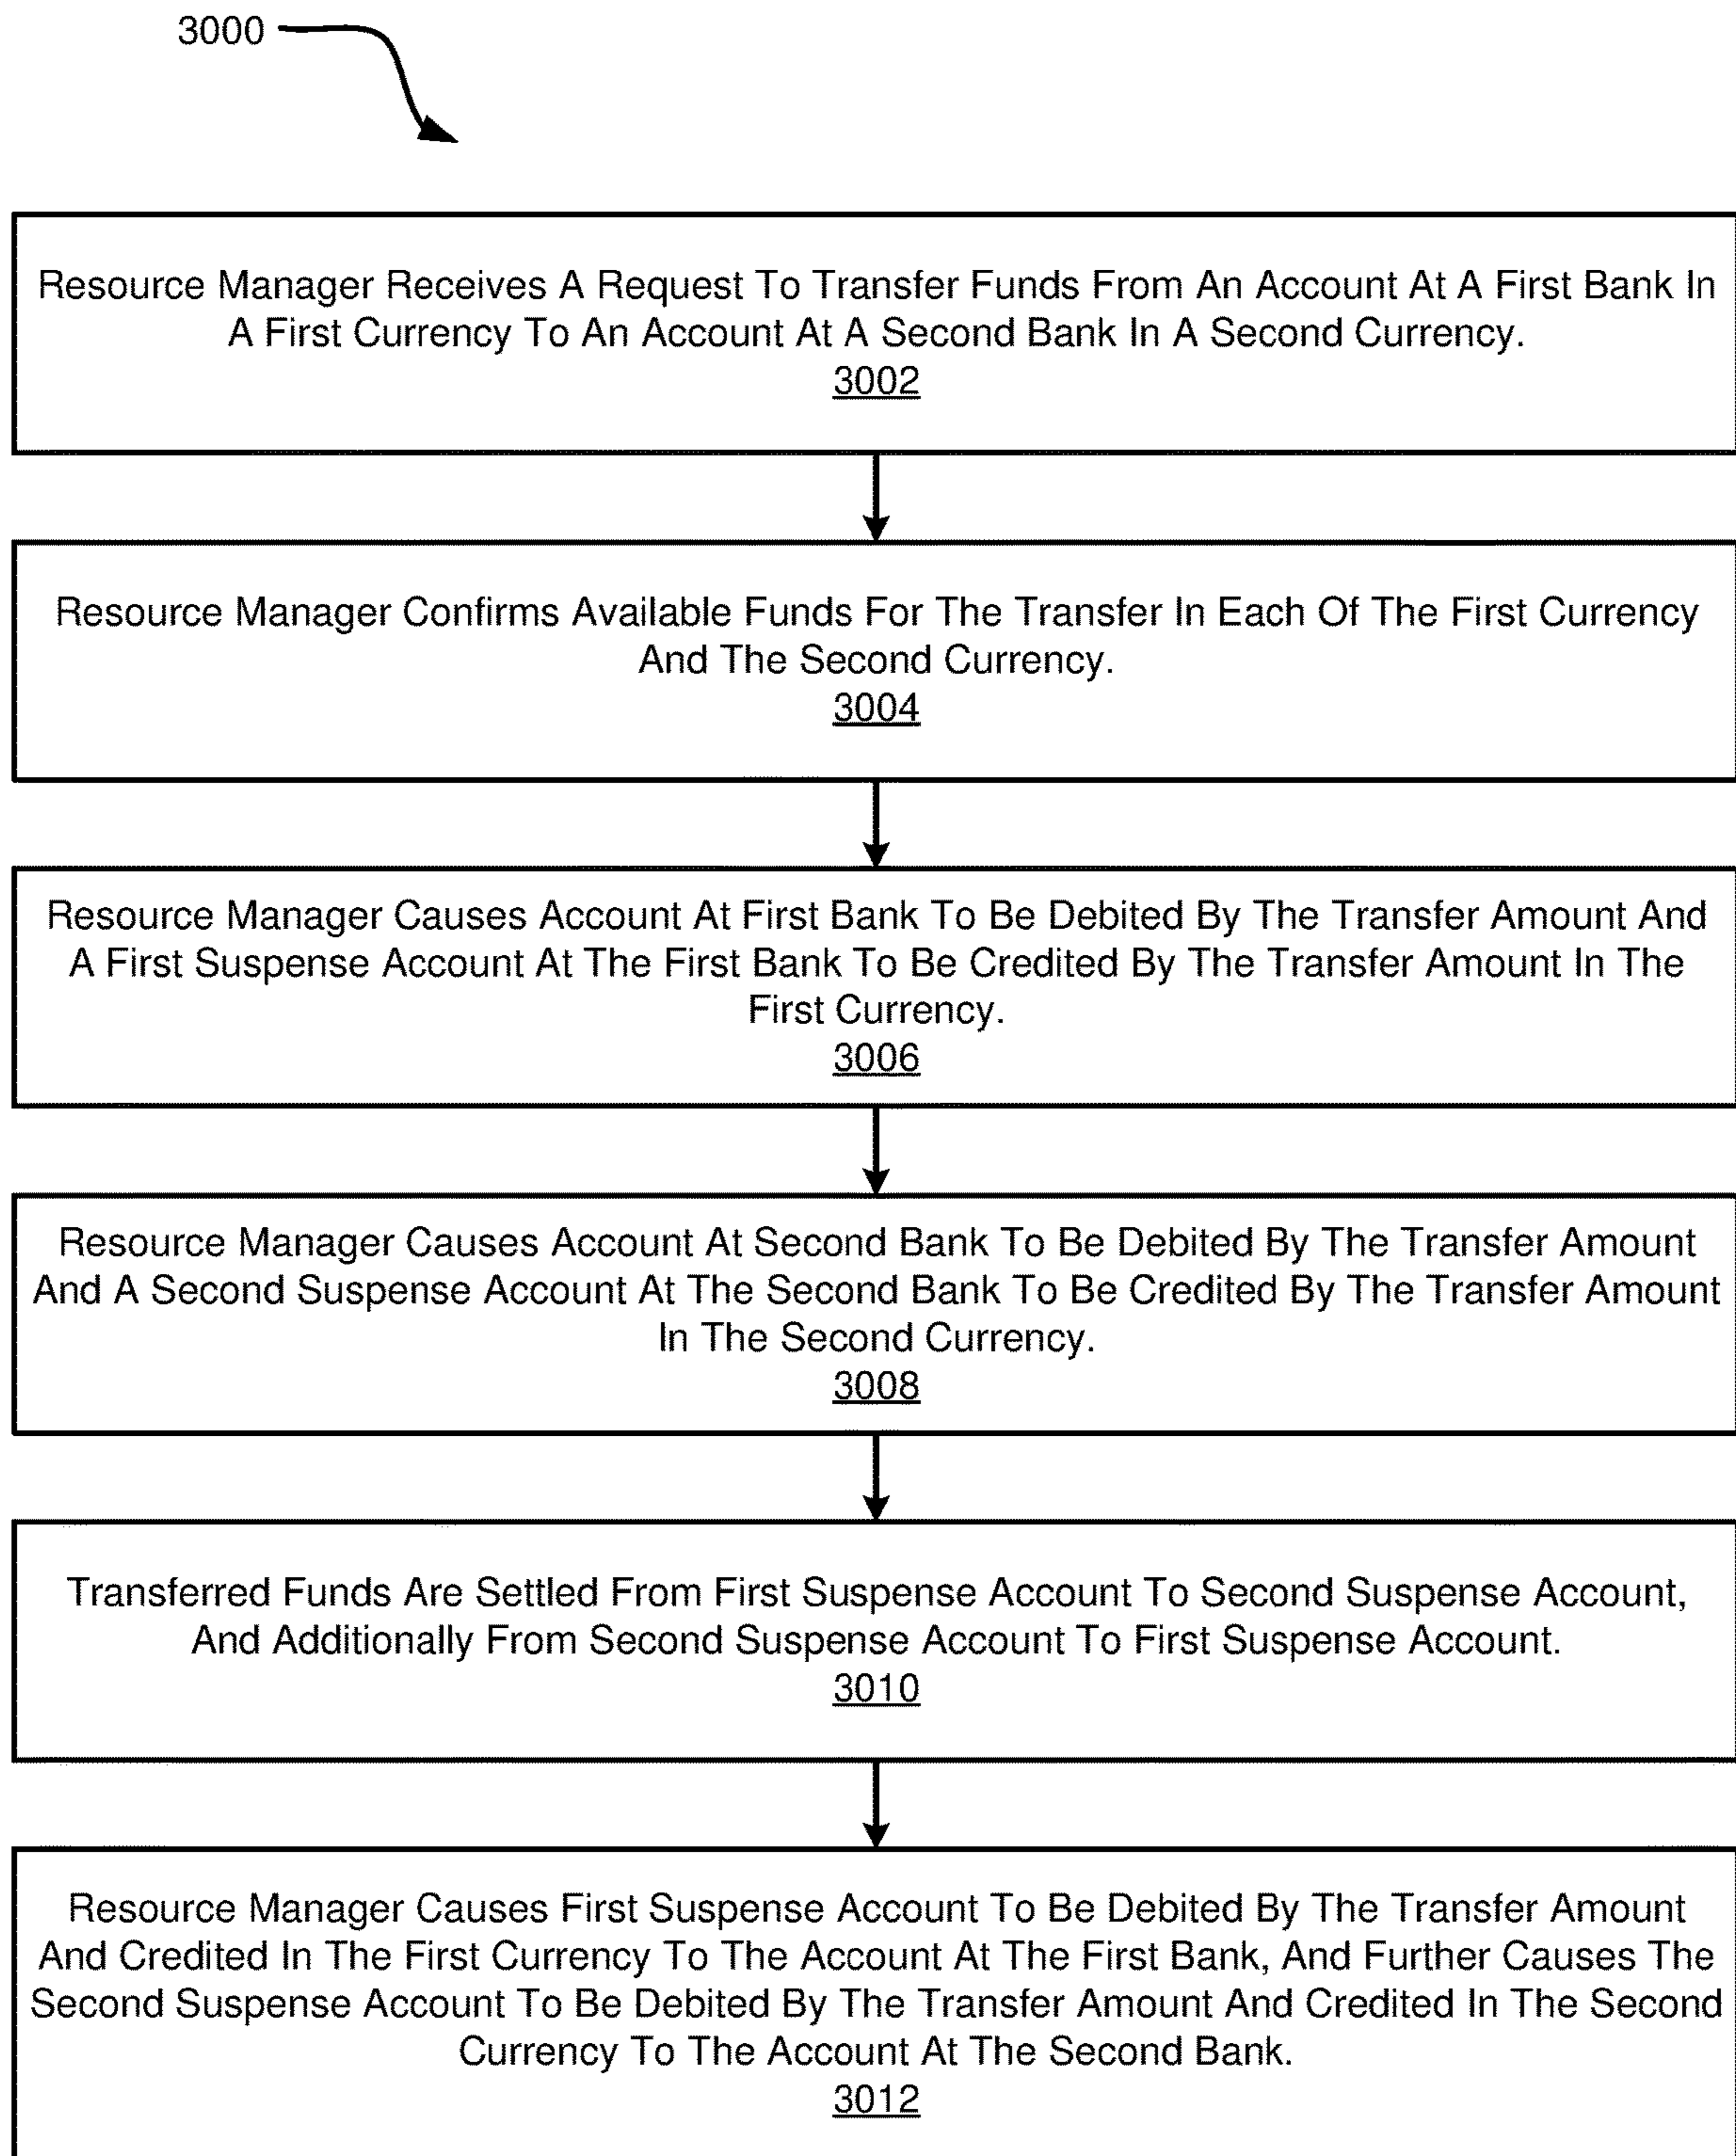 3000
Resource Manager Receives A Request To Transfer Funds From An Account At A First Bank In
A First Currency To An Account At A Second Bank In A Second Currency.
3002
Resource Manager Confirms Available Funds For The Transfer In Each Of The First Currency
And The Second Currency.
3004
Resource Manager Causes Account At First Bank To Be Debited By The Transfer Amount And
A First Suspense Account At The First Bank To Be Credited By The Transfer Amount In The
First Currency.
3006
Resource Manager Causes Account At Second Bank To Be Debited By The Transfer Amount
And A Second Suspense Account At The Second Bank To Be Credited By The Transfer Amount
In The Second Currency.
3008
Transferred Funds Are Settled From First Suspense Account To Second Suspense Account,
And Additionally From Second Suspense Account To First Suspense Account.
3010
Resource Manager Causes First Suspense Account To Be Debited By The Transfer Amount
And Credited In The First Currency To The Account At The First Bank, And Further Causes The
Second Suspense Account To Be Debited By The Transfer Amount And Credited In The Second
Currency To The Account At The Second Bank.
3012